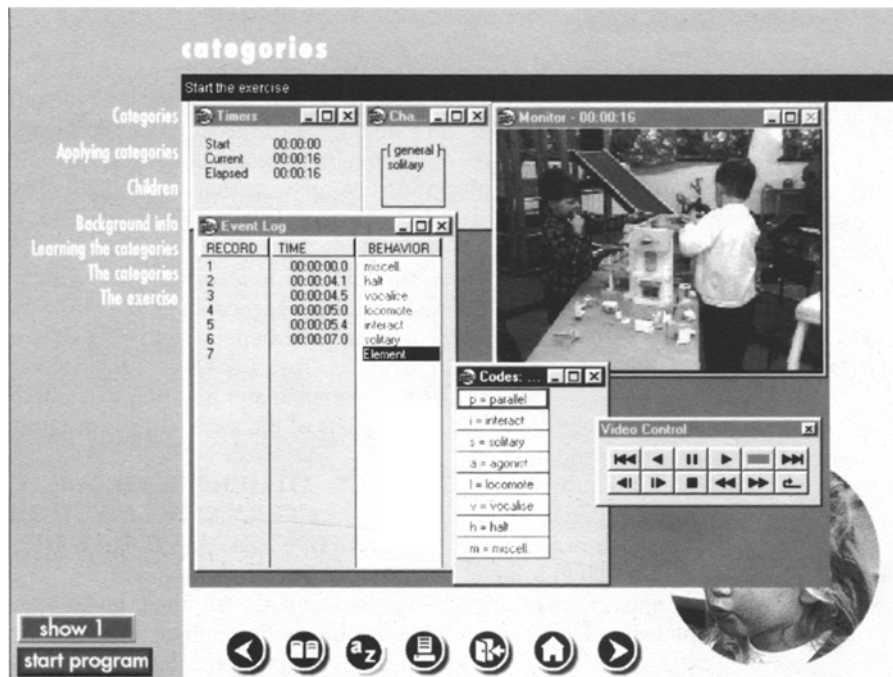 categories
Start the exercise
Categories
Applying categories
Children
Background info
Learning the categories
The categories
The exercise
Timers
Start 00:00:00
Current 00:00:16
Elapsed 00:00:16
Cha...
{ general }
solitary
Monitor - 00:00:16
Event Log
RECORD TIME BEHAVIOR
1 00:00:00.0 miscell.
2 00:00:04.1 halt
3 00:00:04.5 vocalise
4 00:00:05.0 locomote
5 00:00:05.4 interact
6 00:00:07.0 solitary
7 Element
Codes: ...
p = parallel
i = interact
s = solitary
a = agonist.
l = locomote
v = vocalise
h = halt
m = miscell.
Video Control
show 1
start program
a z